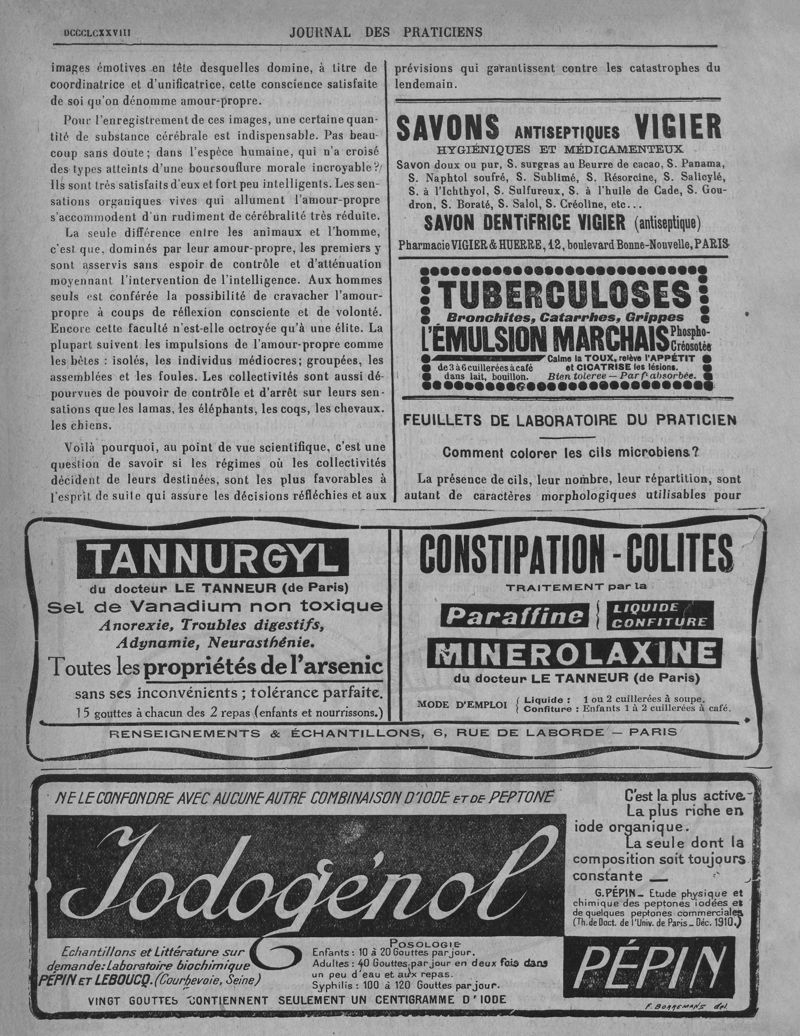 DCCCLCXXVIII JOURNAL DES PRATICIENS
images émotives en tête desquelles domine, à titre de
coordinatrice et d'unificatrice, cette conscience satisfaite
de soi qu'on dénomme amour-propre.
Pour l'enregistrement de ces images, une certaine quan-
tité de substance cérébrale est indispensable. Pas beau-
coup sans doute ; dans l'espèce humaine, qui n'a croisé
des types atteints d'une boursouflure morale incroyable ?
Ils sont très satisfaits d'eux et fort peu intelligents. Les sen-
sations organiques vives qui allument l'amour-propre
s'accommodent d'un rudiment de cérébralité très réduite.
La seule différence entre les animaux et l'homme,
c'est que, dominés par leur amour-propre, les premiers y
sont asservis sans espoir de contrôle et d'atténuation
moyennant l'intervention de l'intelligence. Aux hommes
seuls est conférée la possibilité de cravacher l'amour-
propre à coups de réflexion consciente et de volonté.
Encore cette faculté n'est-elle octroyée qu'à une élite. La
plupart suivent les impulsions de l'amour-propre comme
les bêtes : isolés, les individus médiocres ; groupées, les
assemblées et les foules. Les collectivités sont aussi dé-
pourvues de pouvoir de contrôle et d'arrêt sur leurs sen-
sations que les lamas, les éléphants, les coqs, les chevaux.
les chiens.
Voilà pourquoi, au point de vue scientifique, c'est une
question de savoir si les régimes où les collectivités
décident de leurs destinées, sont les plus favorables à
l'esprit de suite qui assure les décisions réfléchies et aux
prévisions qui garantissent contre les catastrophes du
lendemain.
SAVONS ANTISEPTIQUES VIGIER
HYGIÉNIQUES ET MÉDICAMENTEUX
Savon doux ou pur, S. surgras au Beurre de cacao, S. Panama,
S. Naphtol soufré, S. Sublimé, S. Résorcine, S. Salicylé,
S. à l'Ichthyol, S. Sulfureux, S. à l'huile de Cade, S. Gou-
dron, S. Boraté, S. Salol, S. Créoline, etc...
SAVON DENTIFRICE VIGIER (antiseptique)
Pharmacie VIGIER & HUERRE, 12, boulevard Bonne-Nouvelle, PARIS
TUBERCULOSES
Bronchites, Catarrhes, Grippes
L'ÉMULSION MARCHAIS Phospho-
Créosotée
Calme la TOUX, relève l'APPÉTIT
de 3 à 6 cuillerées à café et CICATRISE les lésions.
dans lait, bouillon. Bien tolérée — Parf. absorbée.
FEUILLETS DE LABORATOIRE DU PRATICIEN
Comment colorer les cils microbiens ?
La présence de cils, leur nombre, leur répartition, sont
autant de caractères morphologiques utilisables pour
TANNURGYL
du docteur LE TANNEUR (de Paris)
Sel de Vanadium non toxique
Anorexie, Troubles digestifs,
Adynamie, Neurasthénie.
Toutes les propriétés de l'arsenic
sans ses inconvénients ; tolérance parfaite.
15 gouttes à chacun des 2 repas (enfants et nourrissons.)
CONSTIPATION - COLITES
TRAITEMENT par la
Paraffine { LIQUIDE
CONFITURE
MINEROLAXINE
du docteur LE TANNEUR (de Paris)
MODE D'EMPLOI { Liquide : 1 ou 2 cuillerées à soupe.
Confiture : Enfants 1 à 2 cuillerées à café.
RENSEIGNEMENTS & ÉCHANTILLONS, 6, RUE DE LABORDE — PARIS
NE LE CONFONDRE AVEC AUCUNE AUTRE COMBINAISON D'IODE ET DE PEPTONE
Iodogénol
C'est la plus active.
La plus riche en
iode organique.
La seule dont la
composition soit toujours
constante —
G. PÉPIN _ Etude physique et
chimique des peptones iodées et
de quelques peptones commerciales
(Th. de Doct. de l'Univ. de Paris _ Déc. 1910.)
Echantillons et Littérature sur
demande: Laboratoire biochimique
PÉPIN ET LEBOUCQ. (Courbevoie, Seine)
POSOLOGIE
Enfants : 10 à 20 Gouttes par jour.
Adultes : 40 Gouttes par jour en deux fois dans
un peu d'eau et aux repas.
Syphilis : 100 à 120 Gouttes par jour.
VINGT GOUTTES CONTIENNENT SEULEMENT UN CENTIGRAMME D'IODE
PÉPIN